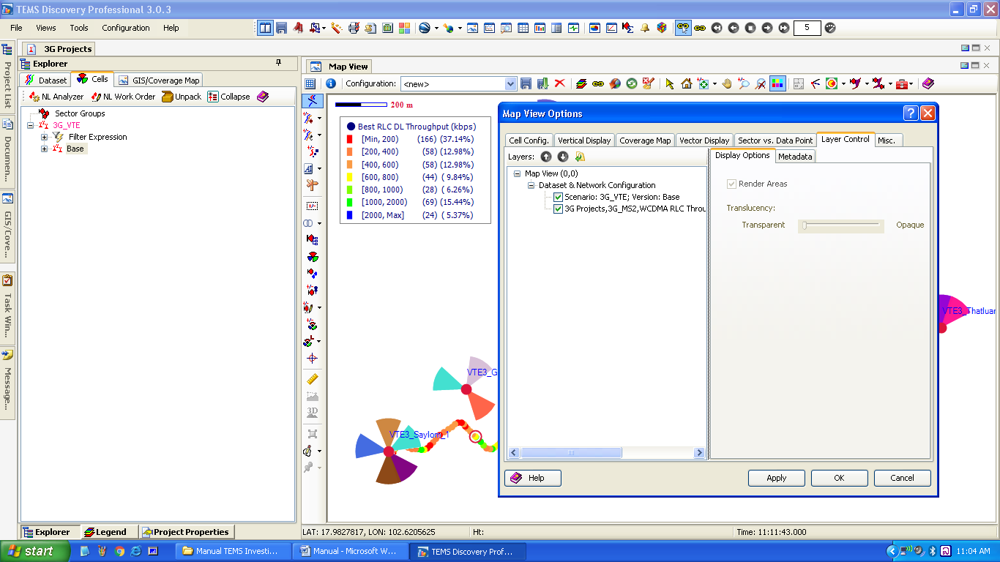 TEMS Discovery Professional 3.0.3
File Views Tools Configuration Help
5
3G Projects
Explorer
Dataset Cells GIS/Coverage Map
NL Analyzer NL Work Order Unpack Collapse
Sector Groups
3G_VTE
Filter Expression
Base
Project List
Documen...
GIS/Cove...
Task Win...
Message...
Explorer Legend Project Properties
Map View
Configuration: <new>
3D
200 m
Best RLC DL Throughput (kbps)
[Min, 200) (166) (37.14%)
[200, 400) (58) (12.98%)
[400, 600) (58) (12.98%)
[600, 800) (44) ( 9.84%)
[800, 1000) (28) ( 6.26%)
[1000, 2000) (69) (15.44%)
[2000, Max] (24) ( 5.37%)
VTE3_G
VTE3_Saylom_1
VTE3_Thatluan
Map View Options
Cell Config. Vertical Display Coverage Map Vector Display Sector vs. Data Point Layer Control Misc.
Layers:
Map View (0,0)
Dataset & Network Configuration
Scenario: 3G_VTE; Version: Base
3G Projects,3G_MS2,WCDMA RLC Throu
Display Options Metadata
Render Areas
Translucency:
Transparent Opaque
Help Apply OK Cancel
LAT: 17.9827817, LON: 102.6205625 Ht: Time: 11:11:43.000
start Manual TEMS Investi... Manual - Microsoft W... TEMS Discovery Prof... 11:04 AM